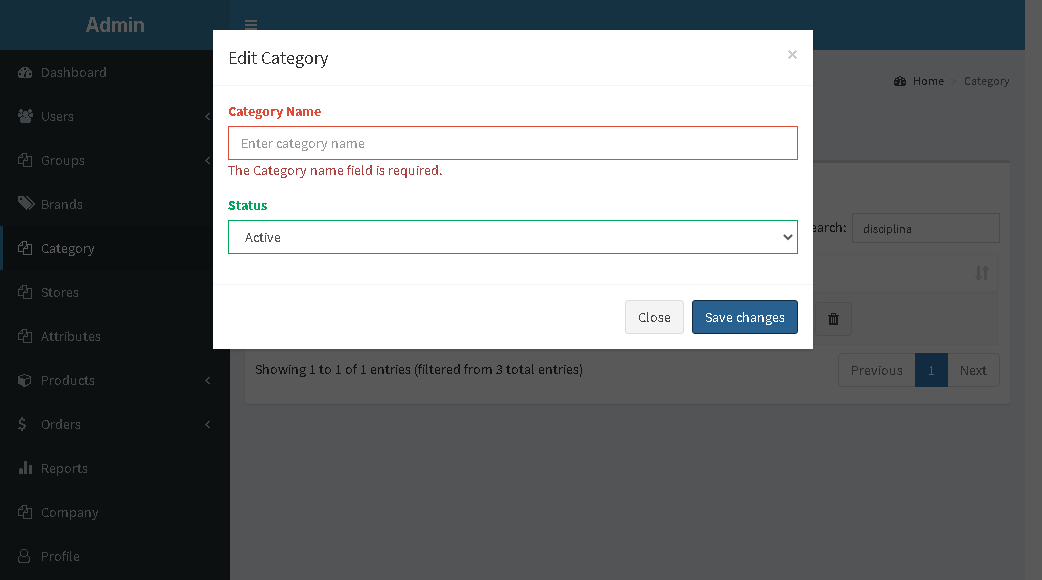 Admin
Dashboard
Users
Groups
Brands
Category
Stores
Attributes
Products
Orders
Reports
Company
Profile
Home
Category
Edit Category
×
Category Name
Enter category name
The Category name field is required.
Status
Active
Close
Save changes
disciplina
Showing 1 to 1 of 1 entries (filtered from 3 total entries)
Previous 1 Next